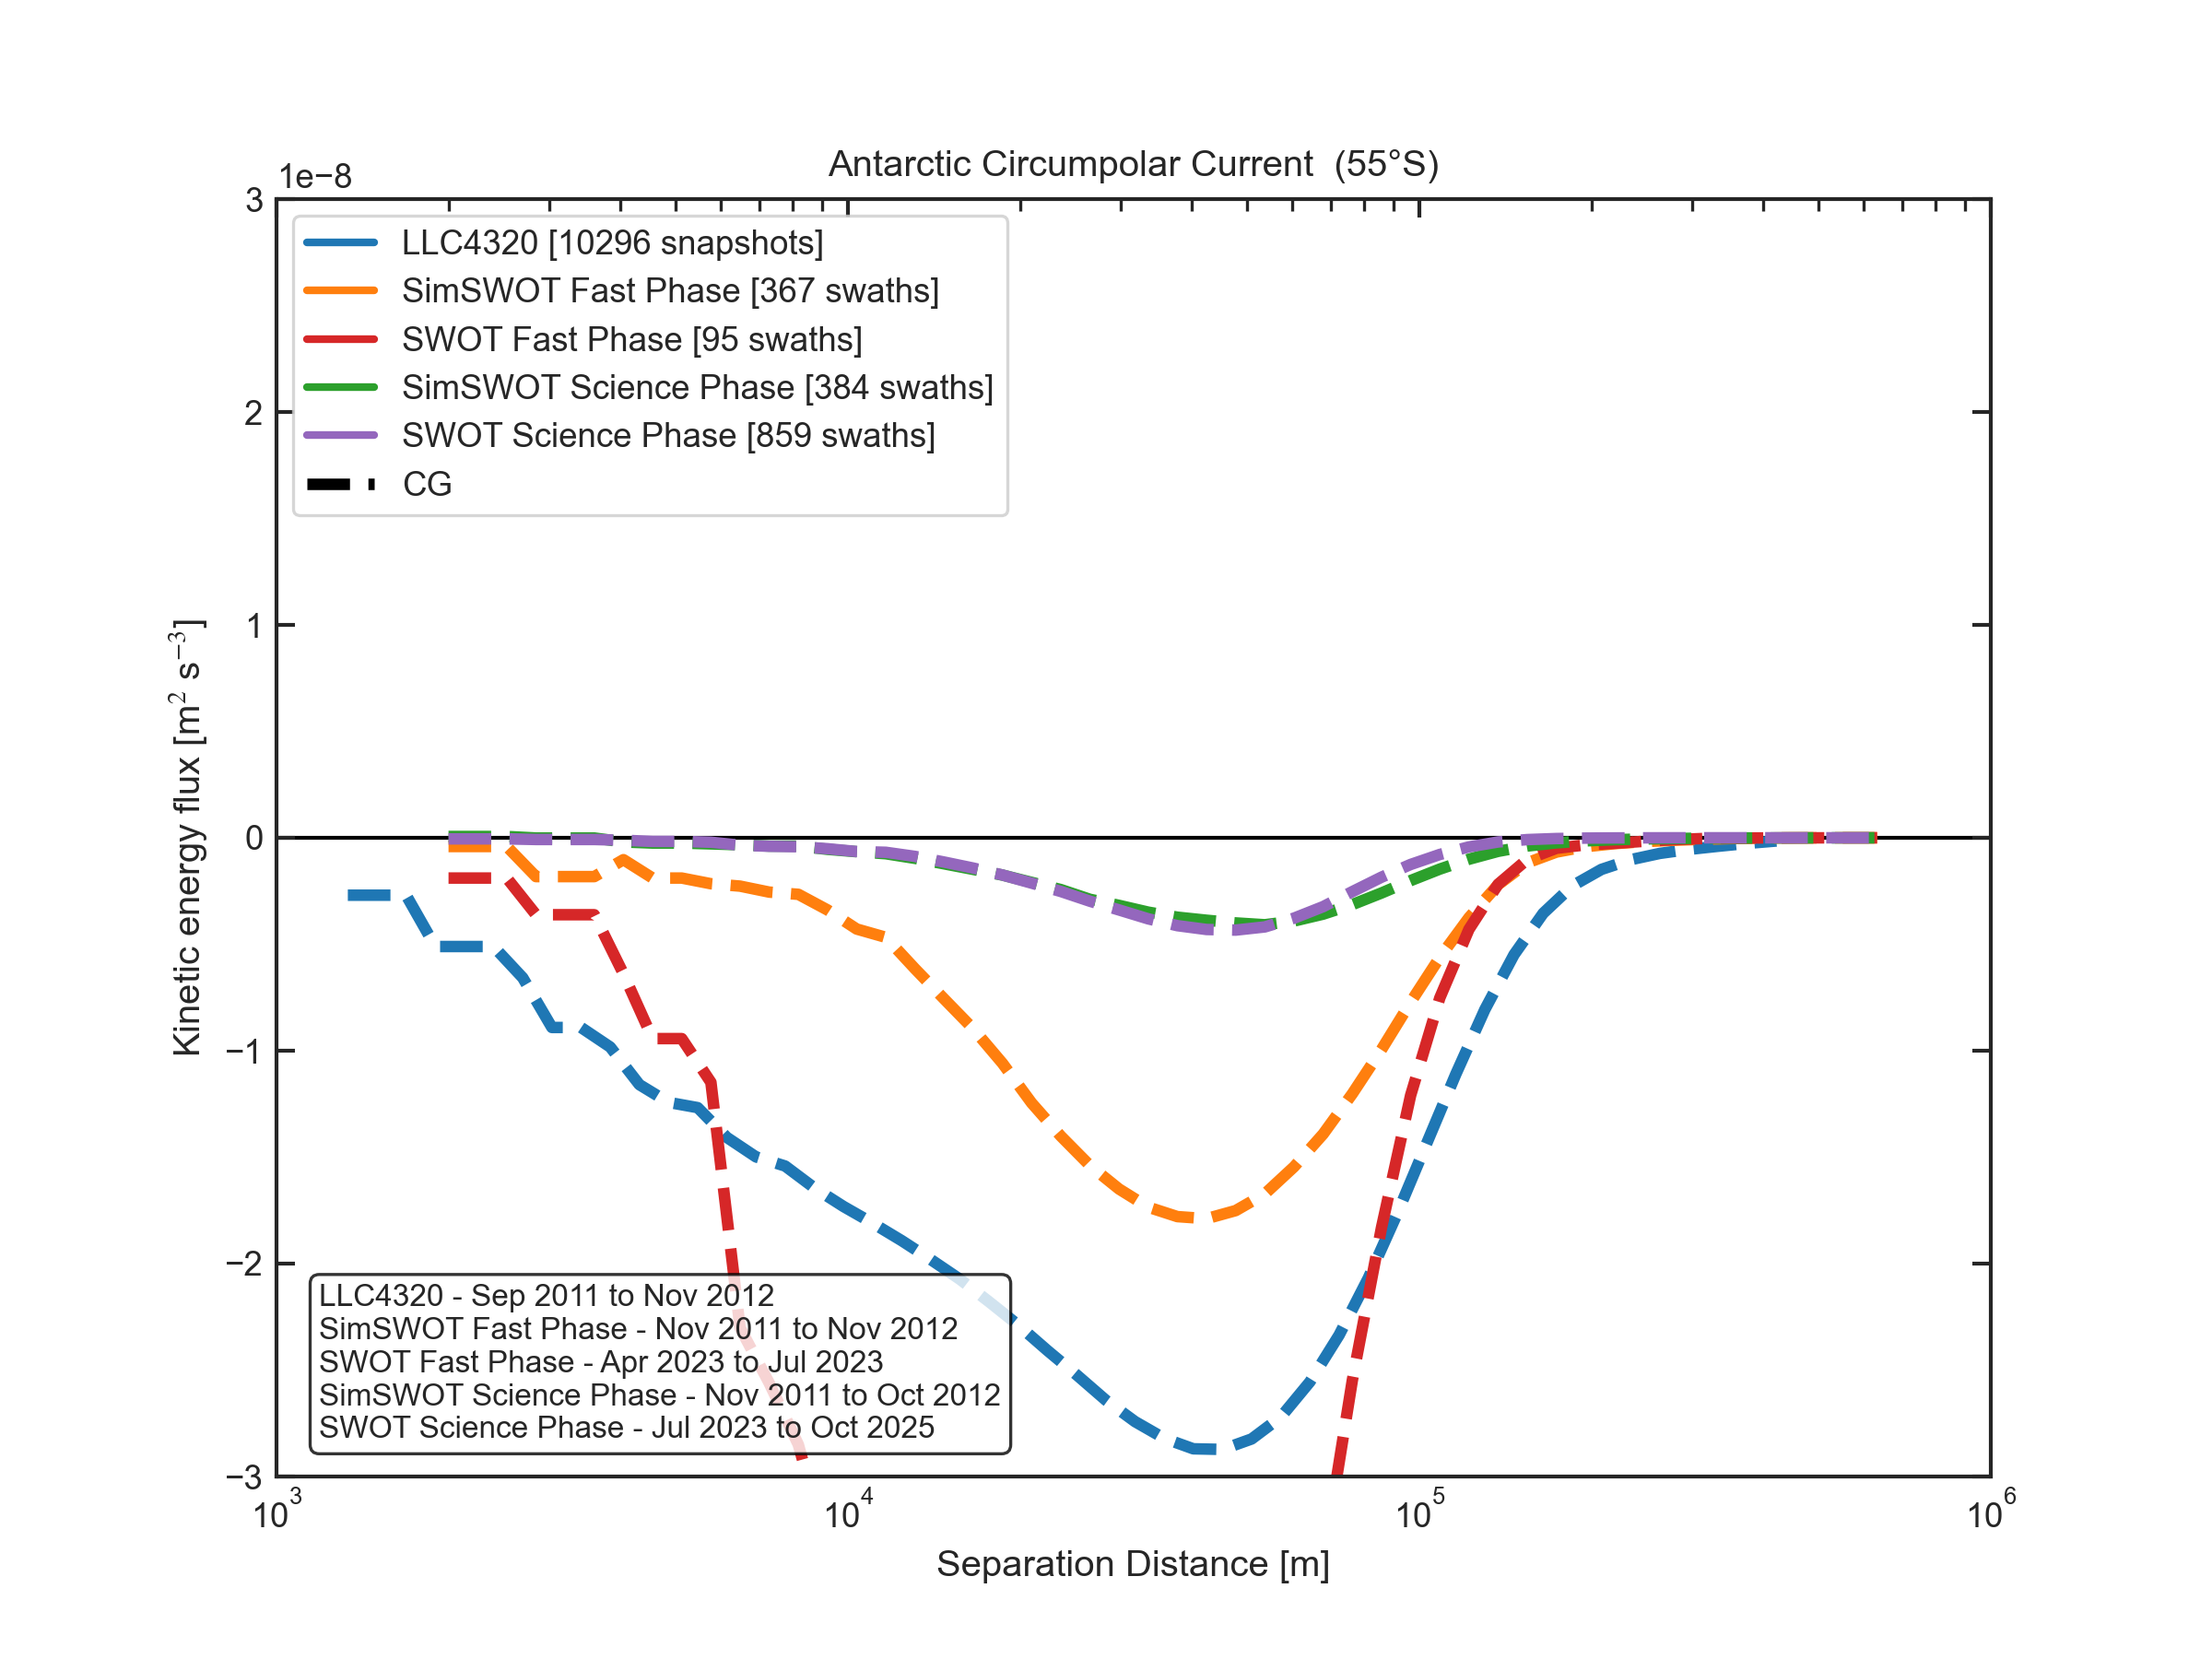 Antarctic Circumpolar Current (55°S)
1e−8
3
2
1
0
−1
−2
−3
Kinetic energy flux [m² s⁻³]
LLC4320 [10296 snapshots]
SimSWOT Fast Phase [367 swaths]
SWOT Fast Phase [95 swaths]
SimSWOT Science Phase [384 swaths]
SWOT Science Phase [859 swaths]
CG
LLC4320 - Sep 2011 to Nov 2012
SimSWOT Fast Phase - Nov 2011 to Nov 2012
SWOT Fast Phase - Apr 2023 to Jul 2023
SimSWOT Science Phase - Nov 2011 to Oct 2012
SWOT Science Phase - Jul 2023 to Oct 2025
10³ 10⁴ 10⁵ 10⁶
Separation Distance [m]